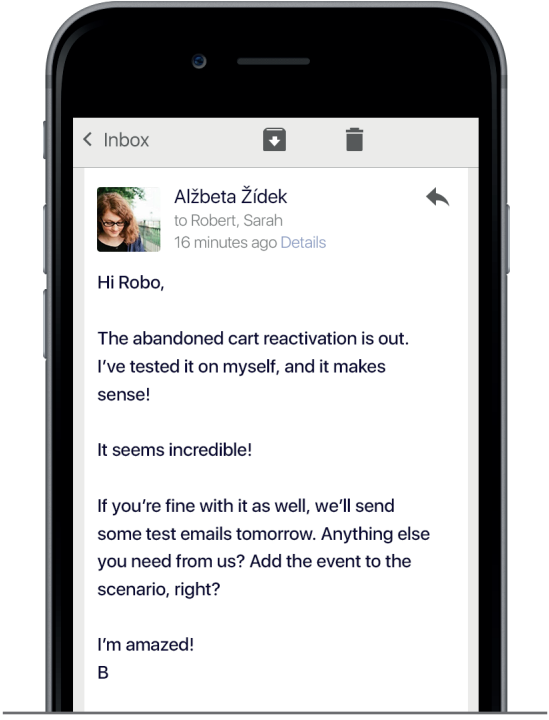 Inbox
Alžbeta Žídek
to Robert, Sarah
16 minutes ago Details
Hi Robo,
The abandoned cart reactivation is out.
I’ve tested it on myself, and it makes
sense!
It seems incredible!
If you’re fine with it as well, we’ll send
some test emails tomorrow. Anything else
you need from us? Add the event to the
scenario, right?
I’m amazed!
B